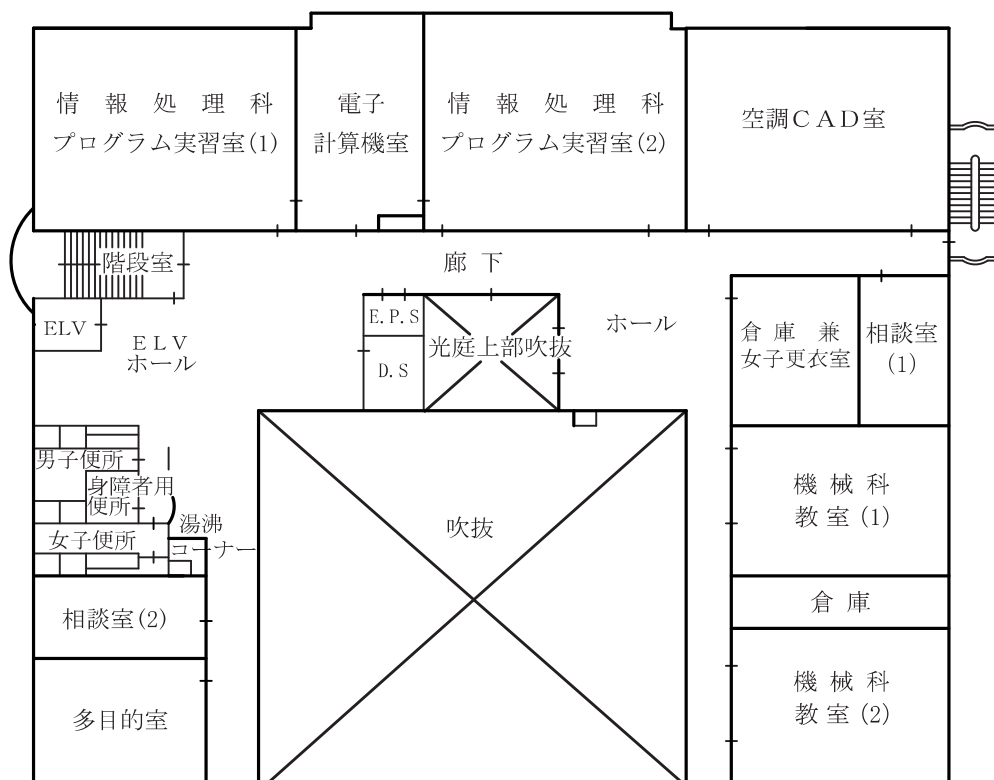 情報処理科
プログラム実習室(1)
電子
計算機室
情報処理科
プログラム実習室(2)
空調CAD室
階段室
廊下
ELV
ELV
ホール
E.P.S
D.S
光庭上部吹抜
ホール
倉庫兼
女子更衣室
相談室
(1)
男子便所
身障者用
便所
女子便所
湯沸
コーナー
吹抜
機械科
教室(1)
倉庫
相談室(2)
多目的室
機械科
教室(2)